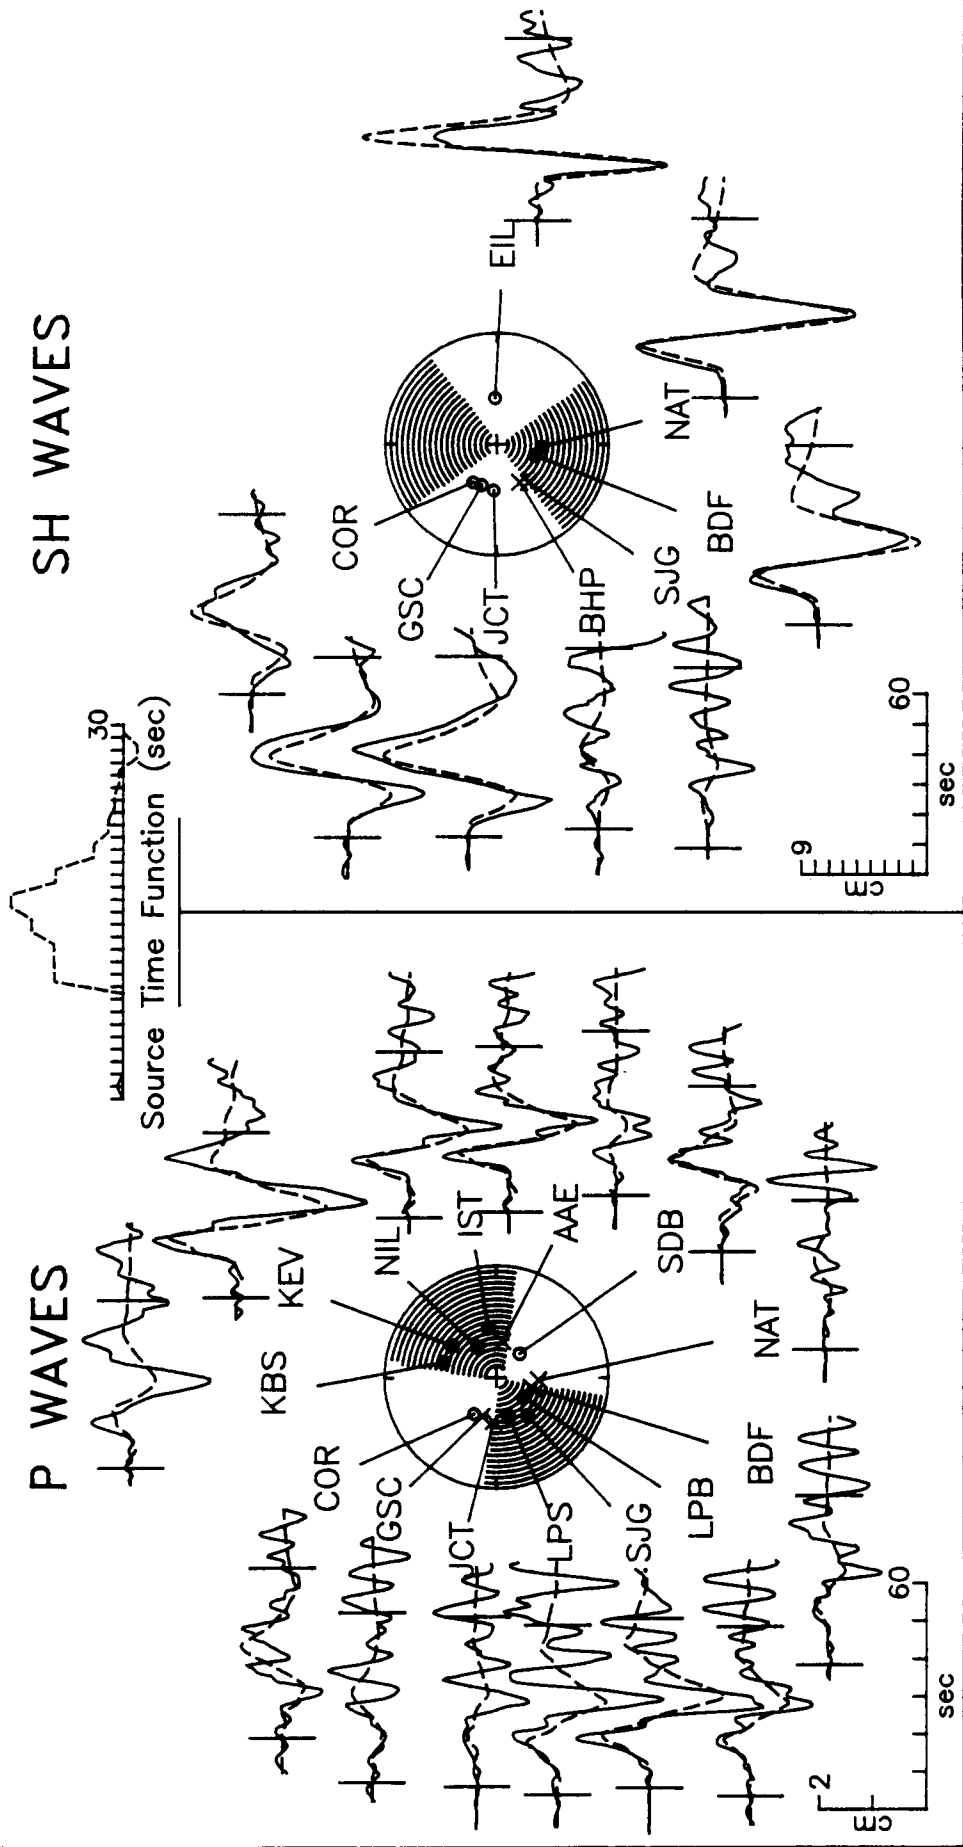 P WAVES
SH WAVES
30
Source Time Function (sec)
KBS
KEV
NIL
IST
AAE
SDB
NAT
BDF
LPB
SJG
LPS
JCT
GSC
COR
2
cm
60
sec
COR
GSC
JCT
BHP
SJG
BDF
NAT
EIL
9
cm
60
sec